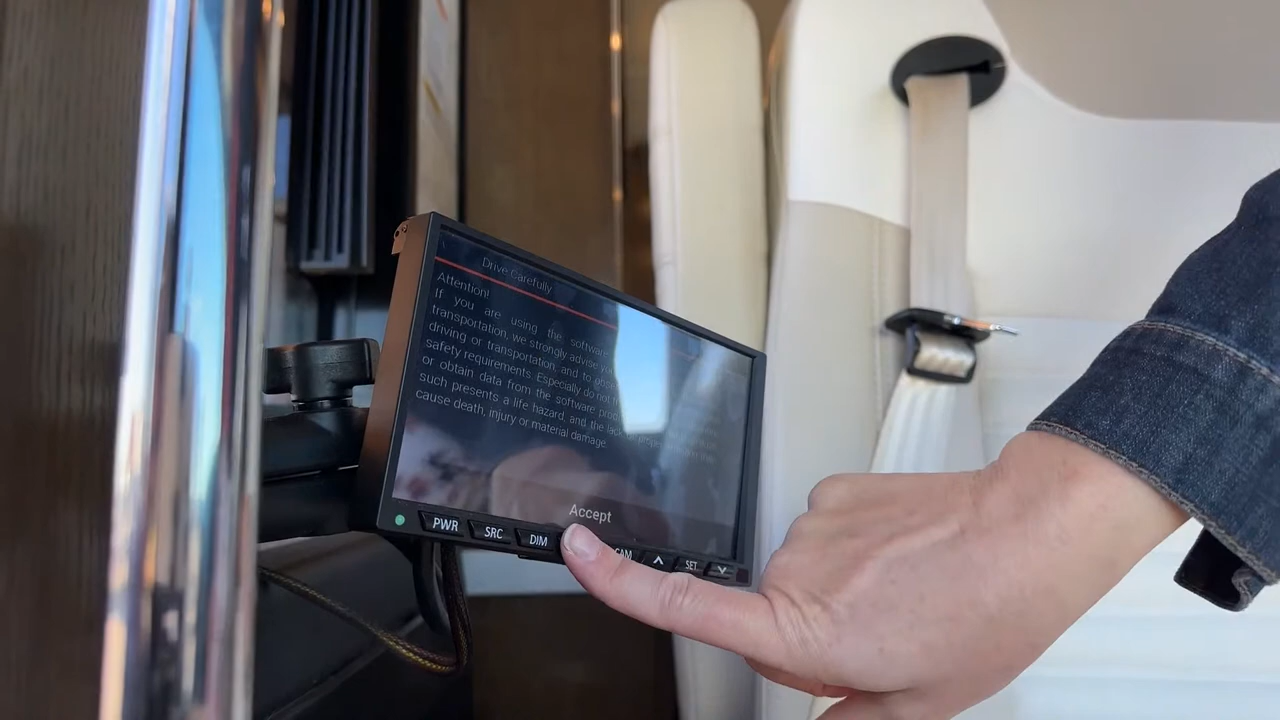 Drive Carefully
Attention!
If you are using the software
transportation, we strongly advise you
driving or transportation, and to
safety requirements. Especially do not
or obtain data from the software
such presents a life hazard, and the
cause death, injury or material damage.
Accept
PWR SRC DIM CAM SET